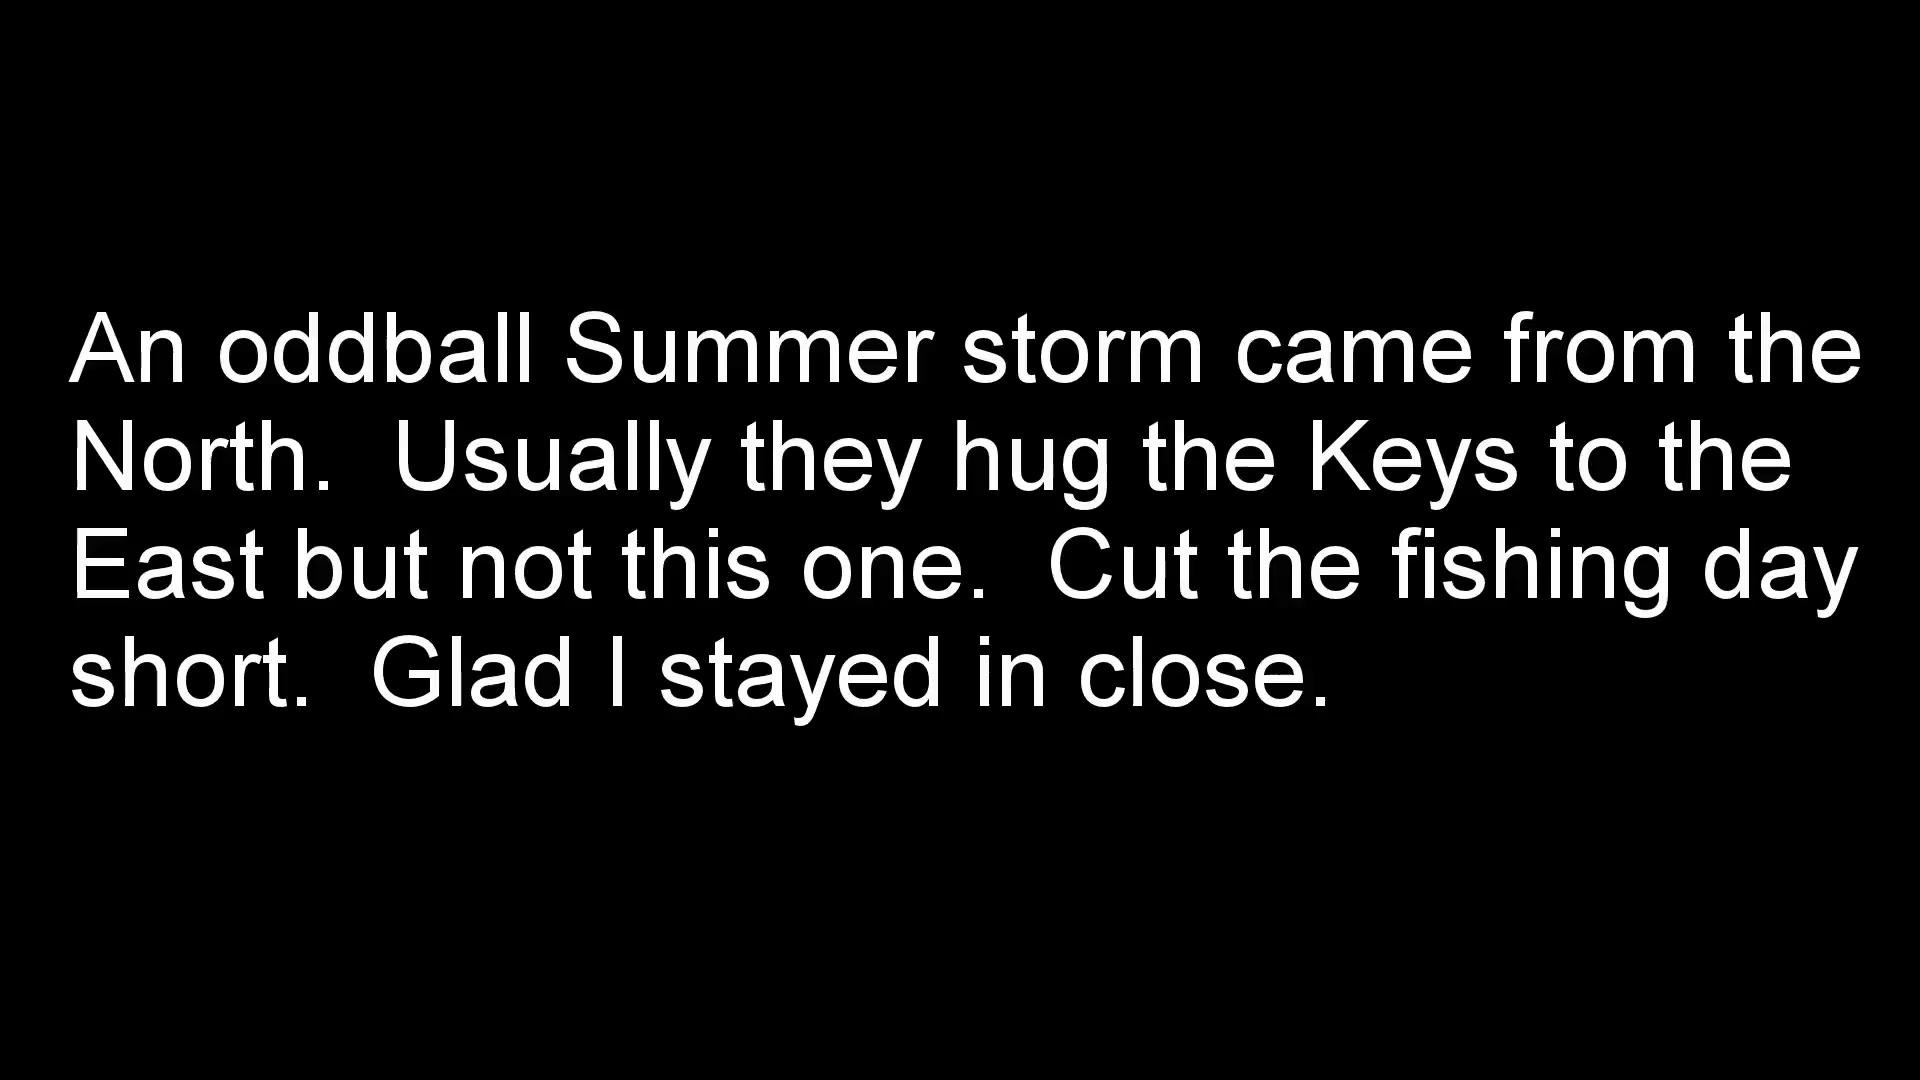 An oddball Summer storm came from the
North.  Usually they hug the Keys to the
East but not this one.  Cut the fishing day
short.  Glad I stayed in close.